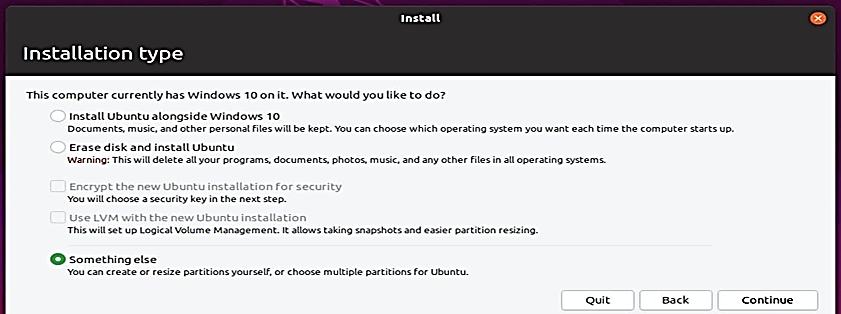 Install
Installation type
This computer currently has Windows 10 on it. What would you like to do?
Install Ubuntu alongside Windows 10
Documents, music, and other personal files will be kept. You can choose which operating system you want each time the computer starts up.
Erase disk and install Ubuntu
Warning: This will delete all your programs, documents, photos, music, and any other files in all operating systems.
Encrypt the new Ubuntu installation for security
You will choose a security key in the next step.
Use LVM with the new Ubuntu installation
This will set up Logical Volume Management. It allows taking snapshots and easier partition resizing.
Something else
You can create or resize partitions yourself, or choose multiple partitions for Ubuntu.
Quit Back Continue